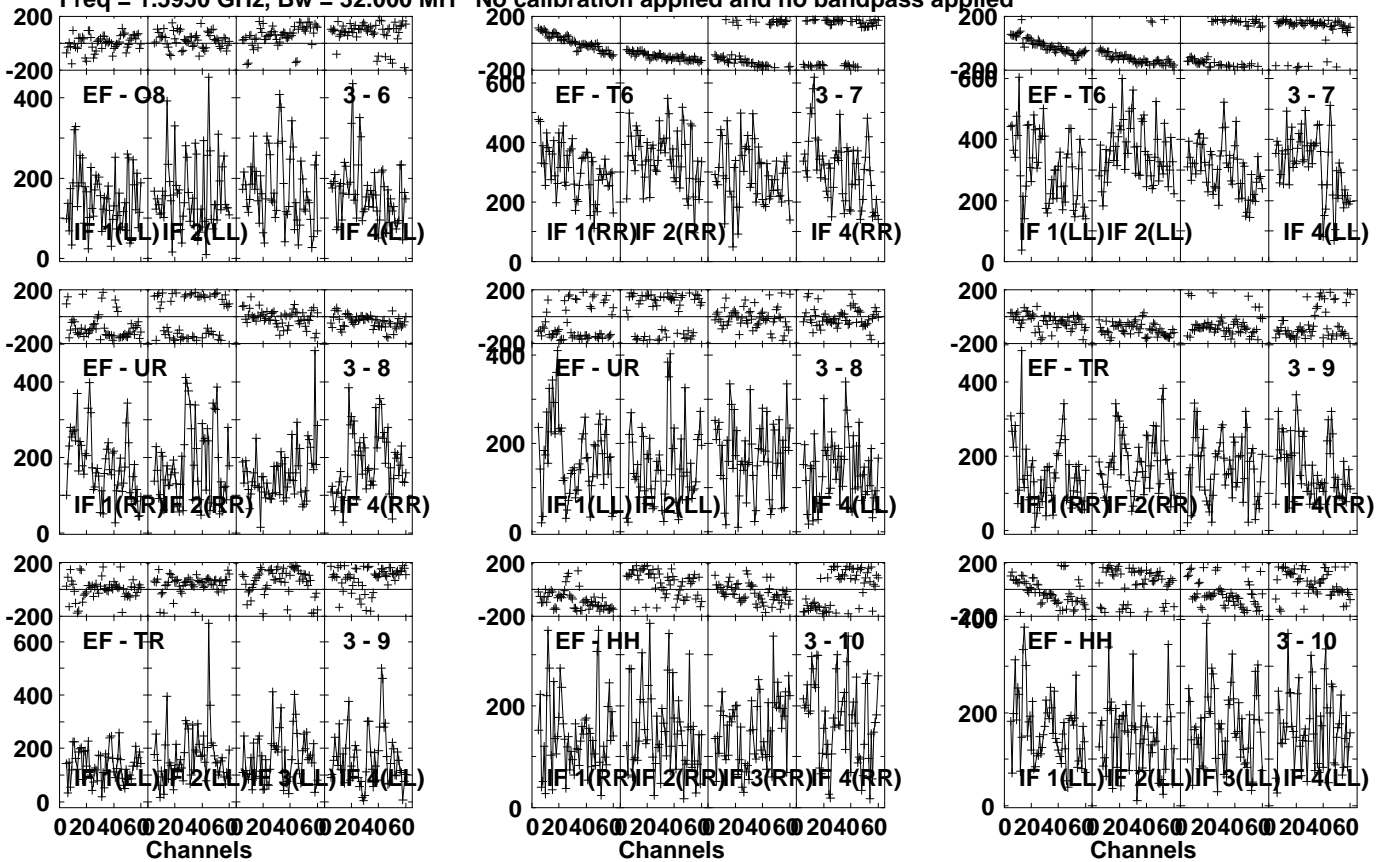 Freq = 1.5950 GHz, Bw = 32.000 MH No calibration applied and no bandpass applied
200
-200
400
200
0
EF - O8 3 - 6
IF 1(LL) IF 2(LL) IF 4(LL)
200
-200
600
400
200
0
EF - T6 3 - 7
IF 1(RR) IF 2(RR) IF 4(RR)
200
-200
600
400
200
0
EF - T6 3 - 7
IF 1(LL) IF 2(LL) IF 4(LL)
200
-200
400
200
0
EF - UR 3 - 8
IF 1(RR) IF 2(RR) IF 4(RR)
200
-200
400
200
0
EF - UR 3 - 8
IF 1(LL) IF 2(LL) IF 4(LL)
200
-200
400
200
0
EF - TR 3 - 9
IF 1(RR) IF 2(RR) IF 4(RR)
200
-200
600
400
200
0
EF - TR 3 - 9
IF 1(LL) IF 2(LL) IF 3(LL) IF 4(LL)
0 20 40 60 0 20 40 60 0 20 40 60 0 20 40 60
Channels
200
-200
200
0
EF - HH 3 - 10
IF 1(RR) IF 2(RR) IF 3(RR) IF 4(RR)
0 20 40 60 0 20 40 60 0 20 40 60 0 20 40 60
Channels
200
-200
400
200
0
EF - HH 3 - 10
IF 1(LL) IF 2(LL) IF 3(LL) IF 4(LL)
0 20 40 60 0 20 40 60 0 20 40 60 0 20 40 60
Channels